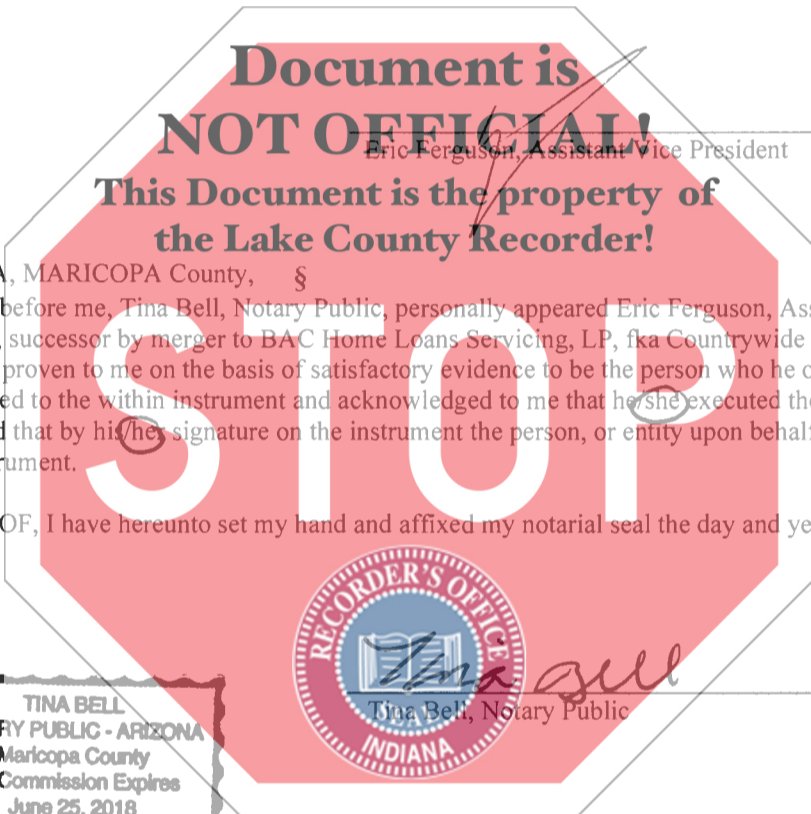 Document is
NOT OFFICIAL!
Eric Ferguson, Assistant Vice President
This Document is the property of
the Lake County Recorder!
A, MARICOPA County, §
before me, Tina Bell, Notary Public, personally appeared Eric Ferguson, Ass
, successor by merger to BAC Home Loans Servicing, LP, fka Countrywide
proven to me on the basis of satisfactory evidence to be the person who he o
ed to the within instrument and acknowledged to me that he/she executed the
d that by his/her signature on the instrument the person, or entity upon behalf
rument.
STOP
OF, I have hereunto set my hand and affixed my notarial seal the day and ye
RECORDER'S OFFICE
SEAL
INDIANA
Tina Bell
Tina Bell, Notary Public
TINA BELL
RY PUBLIC - ARIZONA
Maricopa County
Commission Expires
June 25, 2018